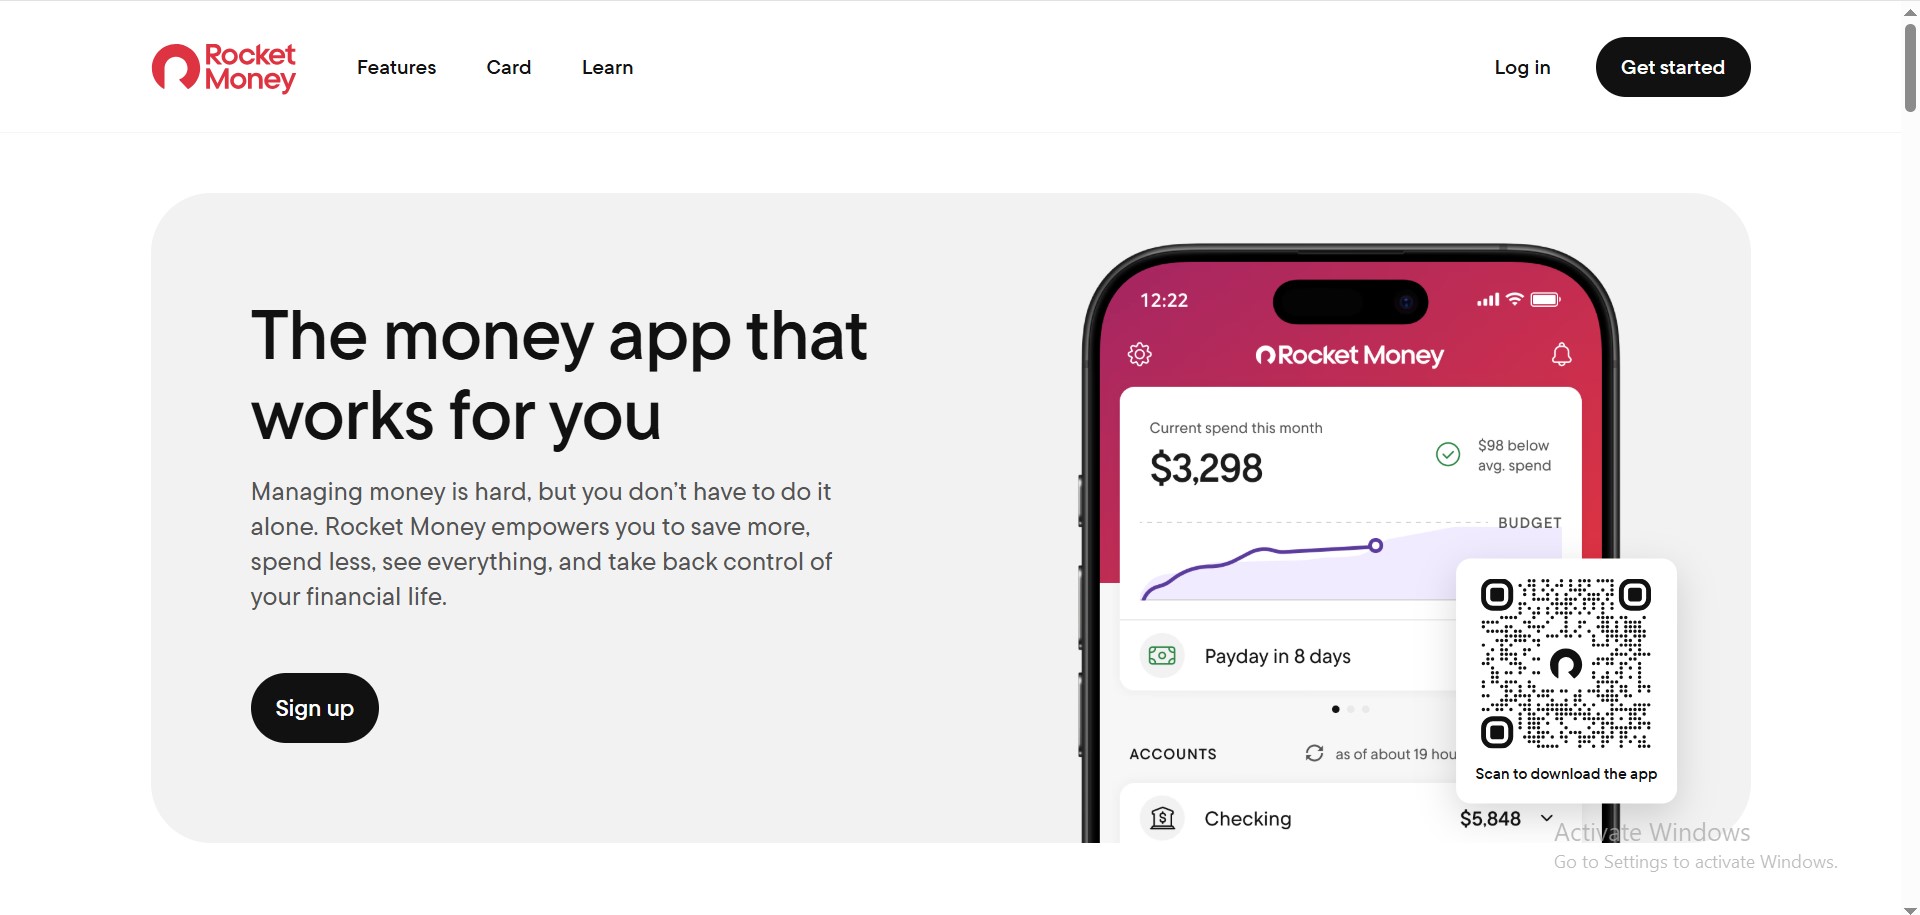 Rocket
Money
Features
Card
Learn
Log in
Get started
The money app that
works for you
Managing money is hard, but you don’t have to do it
alone. Rocket Money empowers you to save more,
spend less, see everything, and take back control of
your financial life.
Sign up
12:22
Rocket Money
Current spend this month
$3,298
$98 below
avg. spend
BUDGET
Payday in 8 days
ACCOUNTS
as of about 19 hou
Checking
$5,848
Scan to download the app
Activate Windows
Go to Settings to activate Windows.